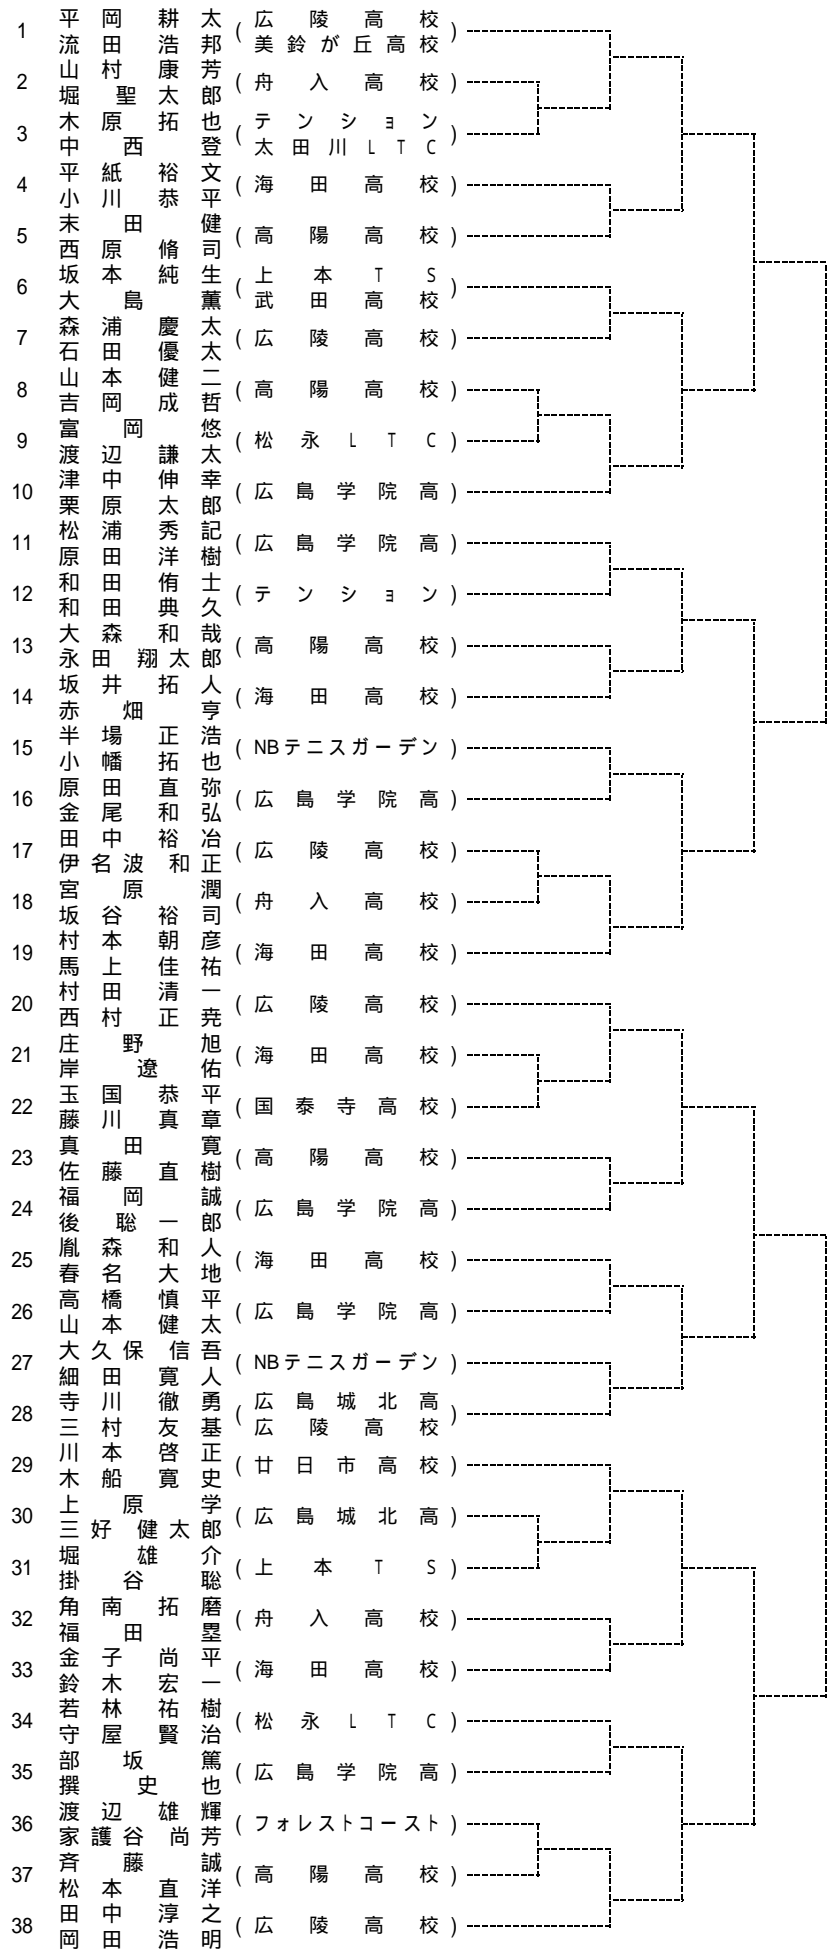 1 平岡耕太 (広陵高校
流田浩邦 美鈴が丘高校)
2 山村康芳 (舟入高校)
堀聖太郎
3 木原拓也 (テンション
中西登 太田川LTC)
4 平紙裕文 (海田高校)
小川恭平
5 末田健 (高陽高校)
西原脩司
6 坂本純生 (上本TS
大島薫 武田高校)
7 森浦慶太 (広陵高校)
石田優太
8 山本健二 (高陽高校)
吉岡成哲
9 富岡悠 (松永LTC)
渡辺謙太
10 津中伸幸 (広島学院高)
栗原太郎
11 松浦秀記 (広島学院高)
原田洋樹
12 和田侑士 (テンション)
和田典久
13 大森和哉 (高陽高校)
永田翔太郎
14 坂井拓人 (海田高校)
赤畑亨
15 半場正浩 (NBテニスガーデン)
小幡拓也
16 原田直弥 (広島学院高)
金尾和弘
17 田中裕冶 (広陵高校)
伊名波和正
18 宮原潤 (舟入高校)
坂谷裕司
19 村本朝彦 (海田高校)
馬上佳祐
20 村田清一 (広陵高校)
西村正尭
21 庄野旭 (海田高校)
岸遼佑
22 玉国恭平 (国泰寺高校)
藤川真章
23 真田寛 (高陽高校)
佐藤直樹
24 福岡誠 (広島学院高)
後聡一郎
25 胤森和人 (海田高校)
春名大地
26 高橋慎平 (広島学院高)
山本健太
27 大久保信吾 (NBテニスガーデン)
細田寛人
28 寺川徹勇 (広島城北高
三村友基 広陵高校)
29 川本啓正 (廿日市高校)
木船寛史
30 上原学 (広島城北高)
三好健太郎
31 堀雄介 (上本TS)
掛谷聡
32 角南拓磨 (舟入高校)
福田塁
33 金子尚平 (海田高校)
鈴木宏一
34 若林祐樹 (松永LTC)
守屋賢治
35 部坂篤 (広島学院高)
撰史也
36 渡辺雄輝 (フォレストコースト)
家護谷尚芳
37 斉藤誠 (高陽高校)
松本直洋
38 田中淳之 (広陵高校)
岡田浩明